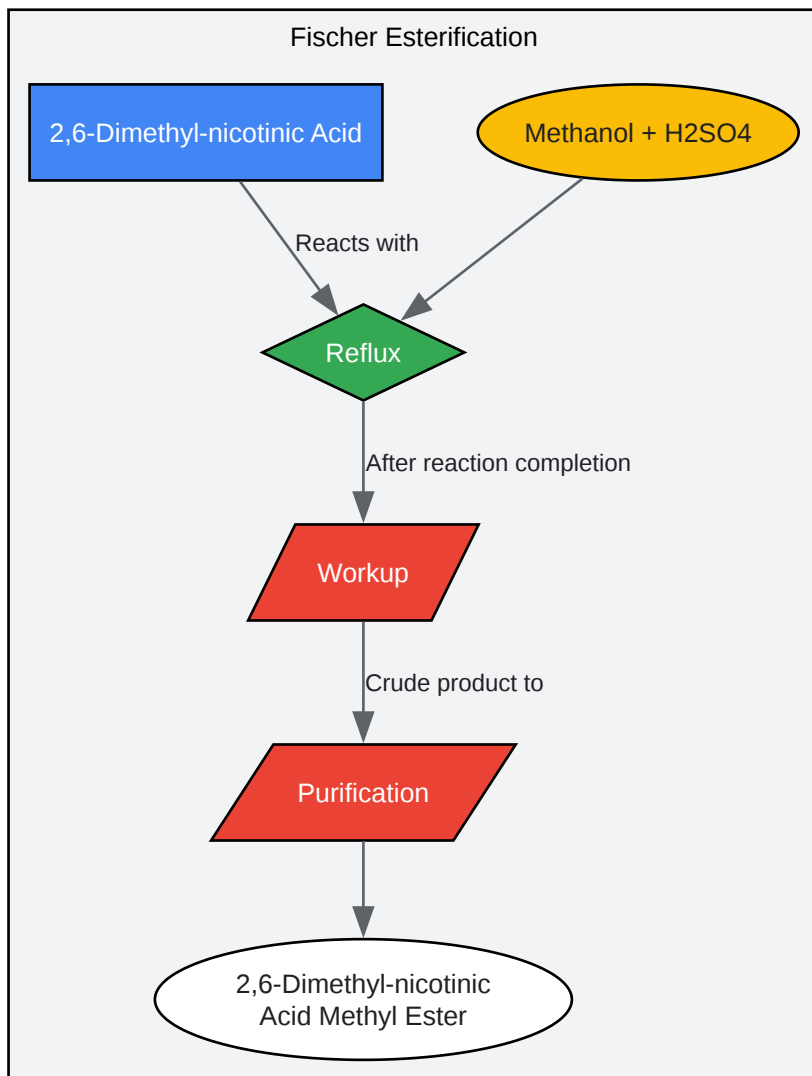 Fischer Esterification
2,6-Dimethyl-nicotinic Acid
Methanol + H2SO4
Reacts with
Reflux
After reaction completion
Workup
Crude product to
Purification
2,6-Dimethyl-nicotinic
Acid Methyl Ester